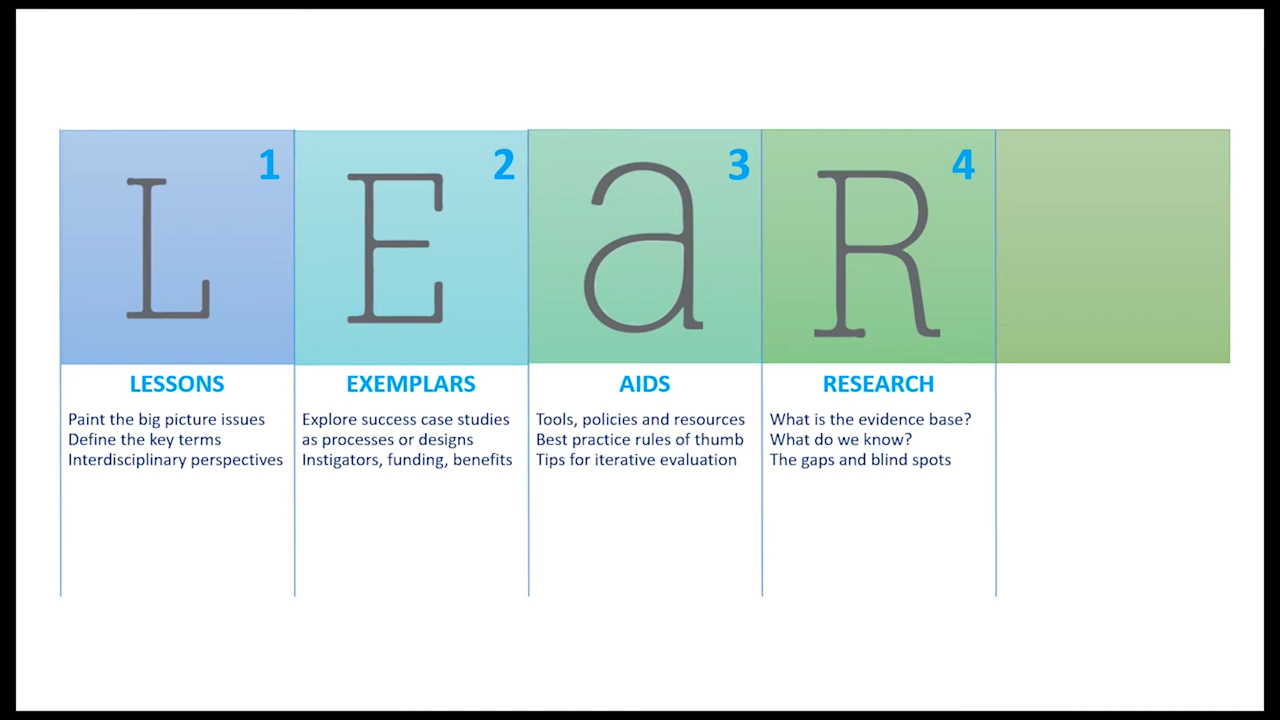 L 1
LESSONS
Paint the big picture issues
Define the key terms
Interdisciplinary perspectives
E 2
EXEMPLARS
Explore success case studies
as processes or designs
Instigators, funding, benefits
a 3
AIDS
Tools, policies and resources
Best practice rules of thumb
Tips for iterative evaluation
R 4
RESEARCH
What is the evidence base?
What do we know?
The gaps and blind spots